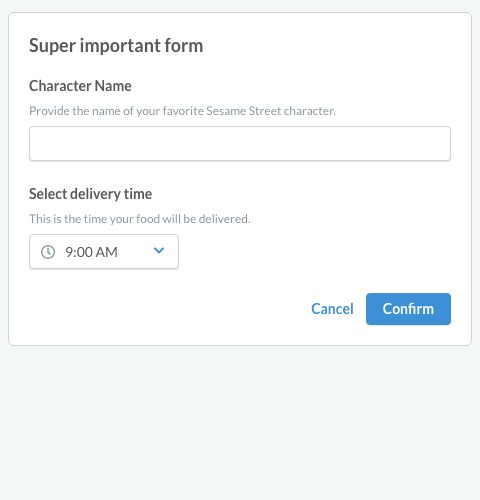 Super important form
Character Name
Provide the name of your favorite Sesame Street character.
Select delivery time
This is the time your food will be delivered.
9:00 AM
Cancel Confirm